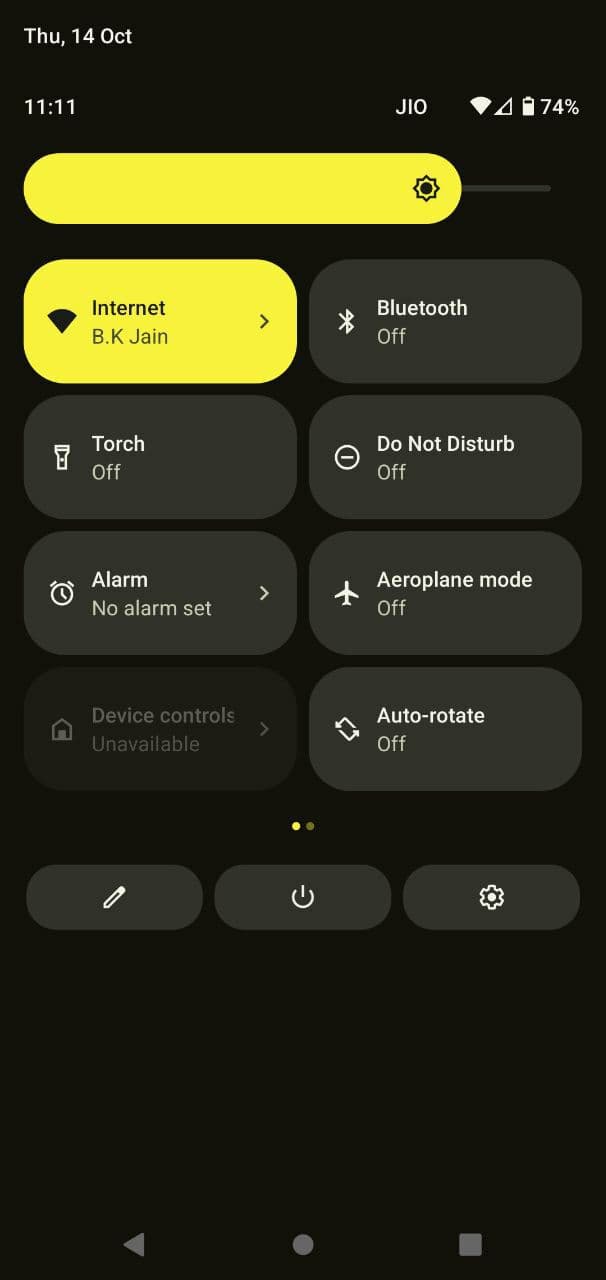 Thu, 14 Oct
11:11
JIO
74%
Internet
B.K Jain
Bluetooth
Off
Torch
Off
Do Not Disturb
Off
Alarm
No alarm set
Aeroplane mode
Off
Device controls
Unavailable
Auto-rotate
Off